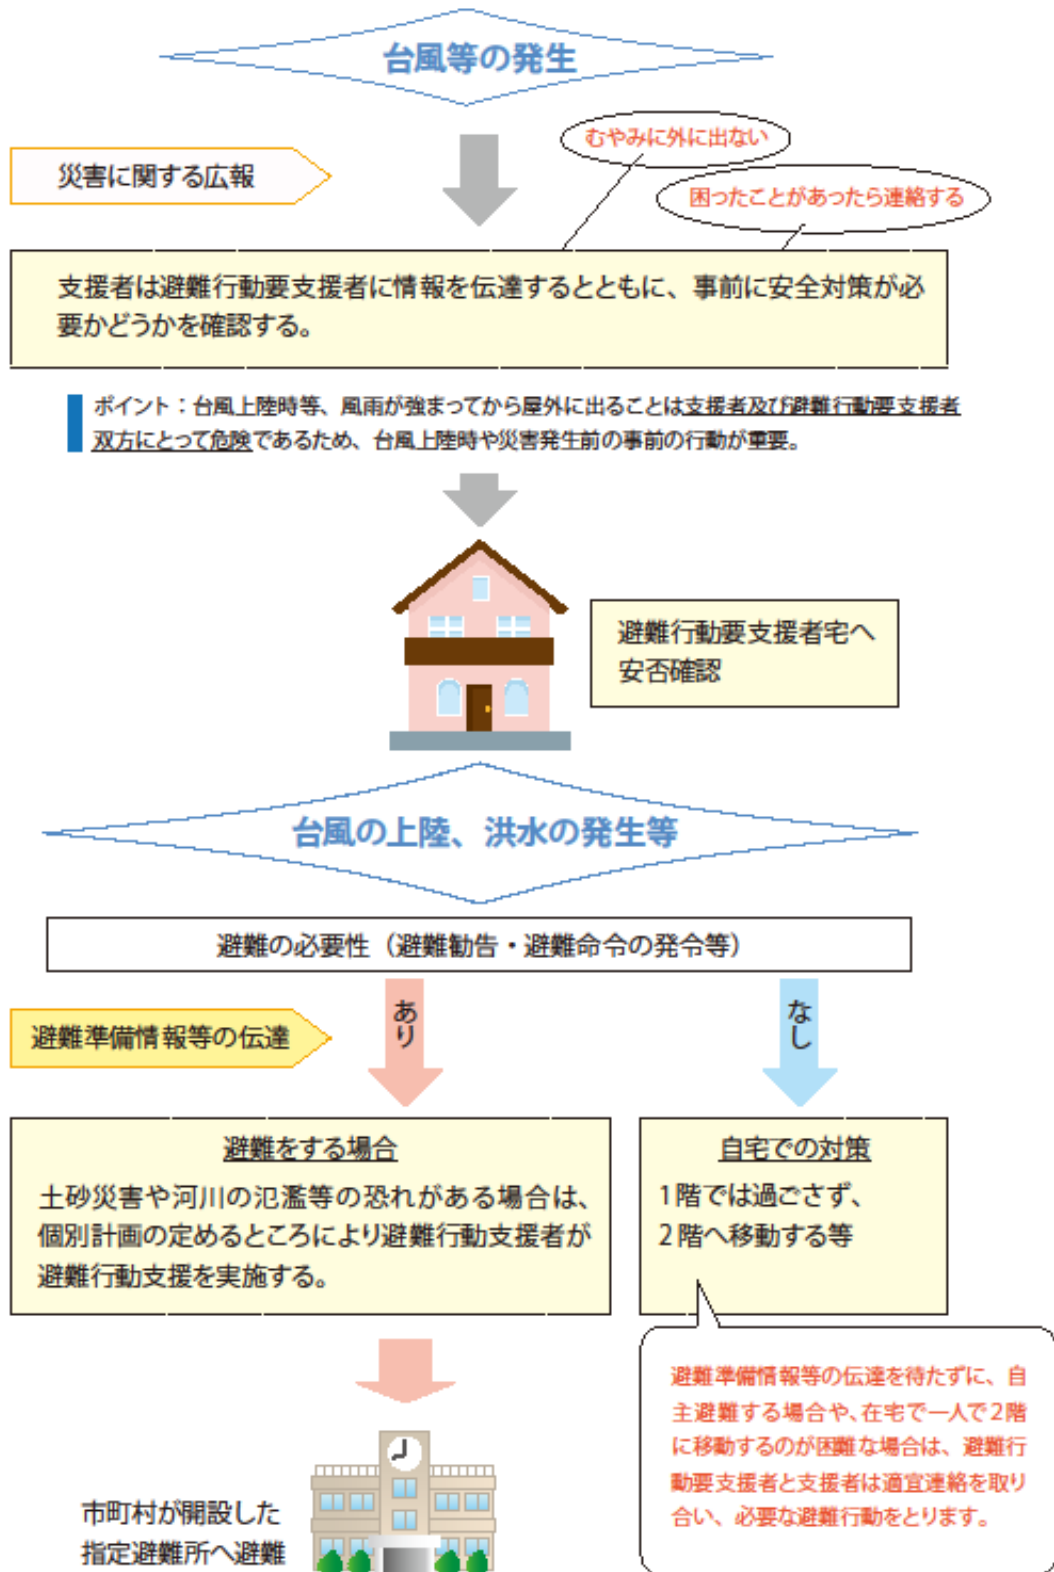 台風等の発生
むやみに外に出ない
災害に関する広報
困ったことがあったら連絡する
支援者は避難行動要支援者に情報を伝達するとともに、事前に安全対策が必
要かどうかを確認する。
ポイント：台風上陸時等、風雨が強まってから屋外に出ることは支援者及び避難行動要支援者
双方にとって危険であるため、台風上陸時や災害発生前の事前の行動が重要。
避難行動要支援者宅へ
安否確認
台風の上陸、洪水の発生等
避難の必要性（避難勧告・避難命令の発令等）
あり
なし
避難準備情報等の伝達
避難をする場合
土砂災害や河川の氾濫等の恐れがある場合は、
個別計画の定めるところにより避難行動支援者が
避難行動支援を実施する。
自宅での対策
1階では過ごさず、
2階へ移動する等
避難準備情報等の伝達を待たずに、自
主避難する場合や、在宅で一人で2階
に移動するのが困難な場合は、避難行
動要支援者と支援者は適宜連絡を取り
合い、必要な避難行動をとります。
市町村が開設した
指定避難所へ避難